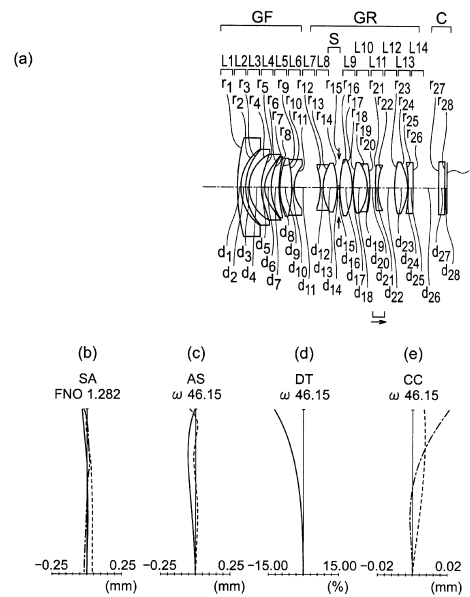 (a)
GF GR C
S
L10 L12 L14
L1 L2 L3 L4 L5 L6 L7 L8 L9 L11 L13
r1 r3 r5 r7 r9 r10 r12 r13 r15 r16 r17 r21 r23 r24 r27
r2 r4 r6 r8 r11 r14 r18 r19 r20 r22 r25 r26 r28
d1 d3 d5 d8 d12 d15 d19 d23 d27
d2 d4 d6 d9 d13 d16 d20 d24 d28
d7 d10 d14 d17 d21 d25
d11 d18 d22 d26
(b) (c) (d) (e)
SA AS DT CC
FNO 1.282 ω 46.15 ω 46.15 ω 46.15
-0.25 0.25 -0.25 0.25 -15.00 15.00 -0.02 0.02
(mm) (mm) (%) (mm)